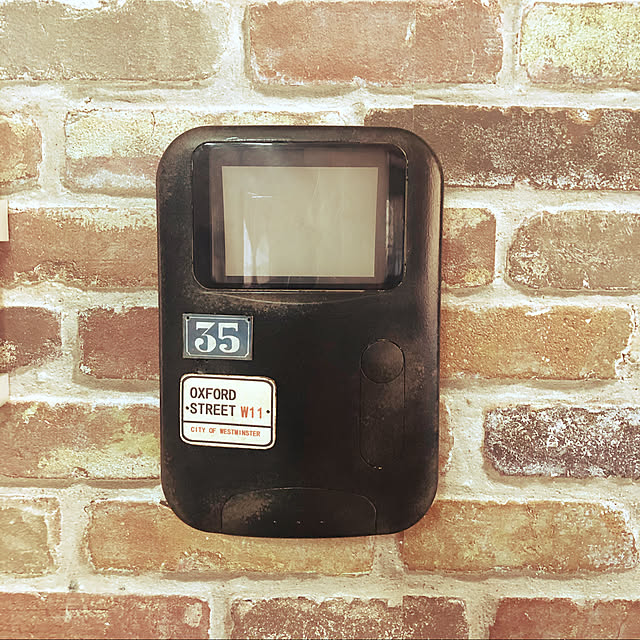 35
OXFORD
STREET W11
CITY OF WESTMINSTER